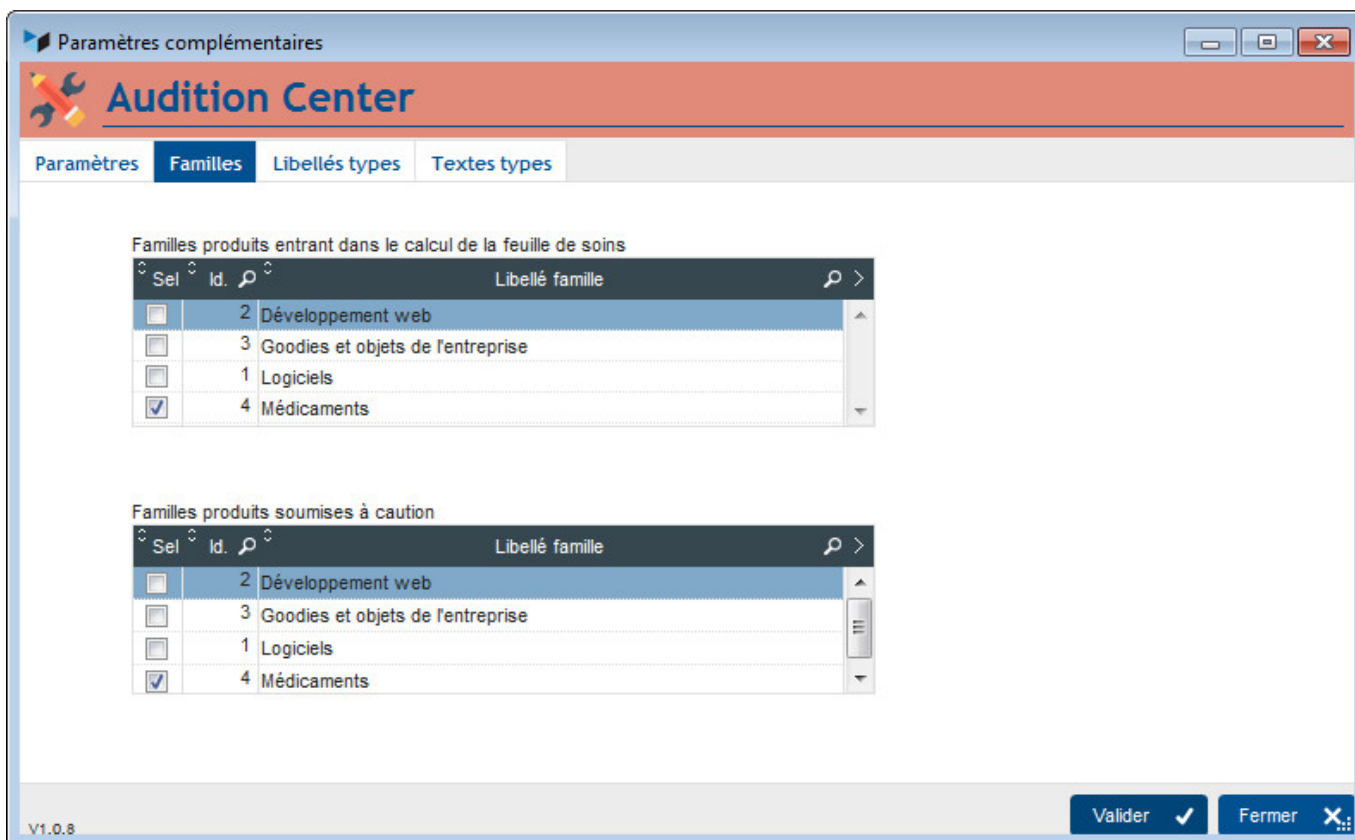 Paramètres complémentaires
Audition Center
Paramètres Familles Libellés types Textes types
Familles produits entrant dans le calcul de la feuille de soins
Sel Id. Libellé famille
2 Développement web
3 Goodies et objets de l'entreprise
1 Logiciels
4 Médicaments
Familles produits soumises à caution
Sel Id. Libellé famille
2 Développement web
3 Goodies et objets de l'entreprise
1 Logiciels
4 Médicaments
V1.0.8 Valider Fermer